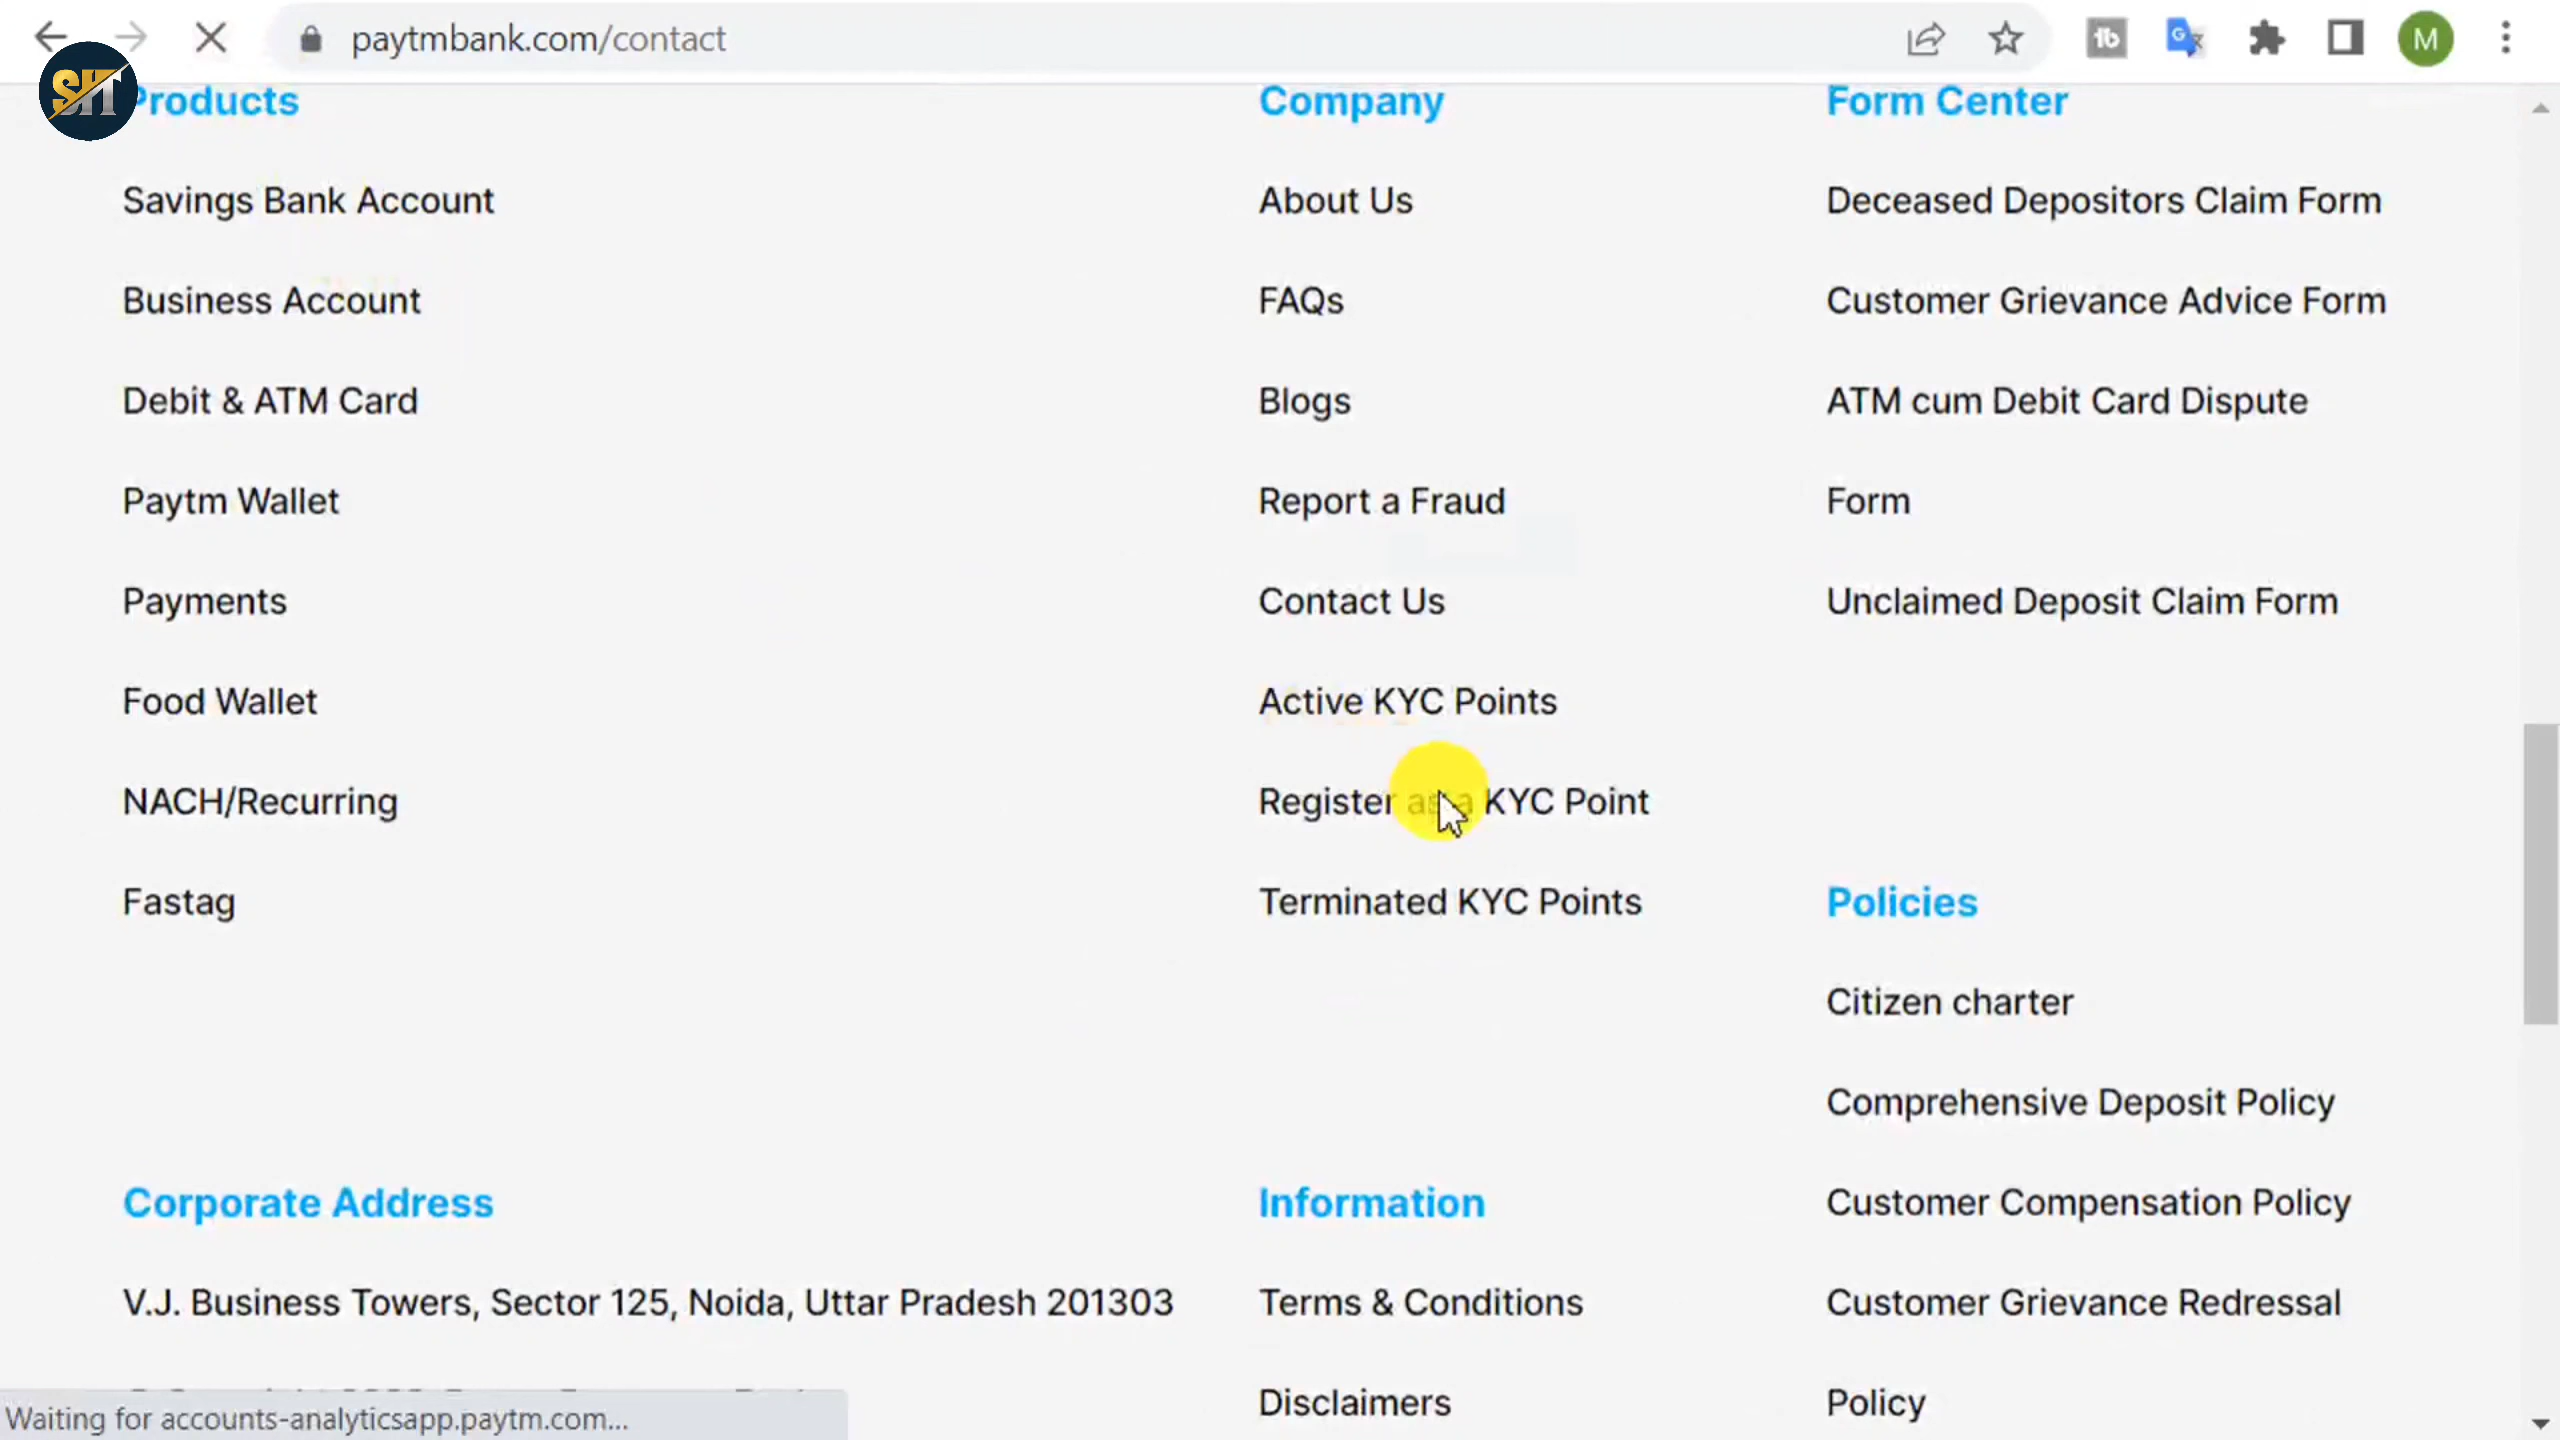 paytmbank.com/contact
M
SHT
Products
Savings Bank Account
Business Account
Debit & ATM Card
Paytm Wallet
Payments
Food Wallet
NACH/Recurring
Fastag
Company
About Us
FAQs
Blogs
Report a Fraud
Contact Us
Active KYC Points
Register as a KYC Point
Terminated KYC Points
Form Center
Deceased Depositors Claim Form
Customer Grievance Advice Form
ATM cum Debit Card Dispute
Form
Unclaimed Deposit Claim Form
Policies
Citizen charter
Comprehensive Deposit Policy
Customer Compensation Policy
Customer Grievance Redressal
Policy
Corporate Address
V.J. Business Towers, Sector 125, Noida, Uttar Pradesh 201303
Information
Terms & Conditions
Disclaimers
Waiting for accounts-analyticsapp.paytm.com...